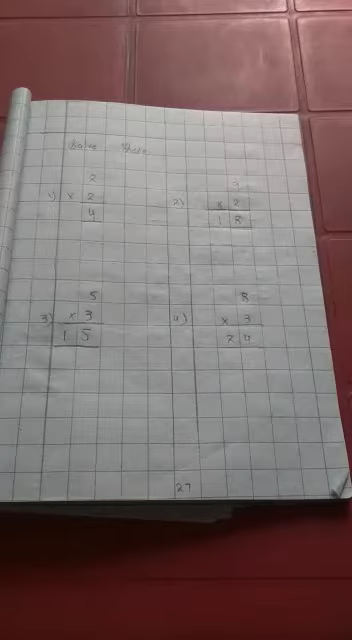 Solve
2 9
1) x 2 2) x 2
4 1 8
5 8
3) x 3 4) x 3
1 5 2 4
27